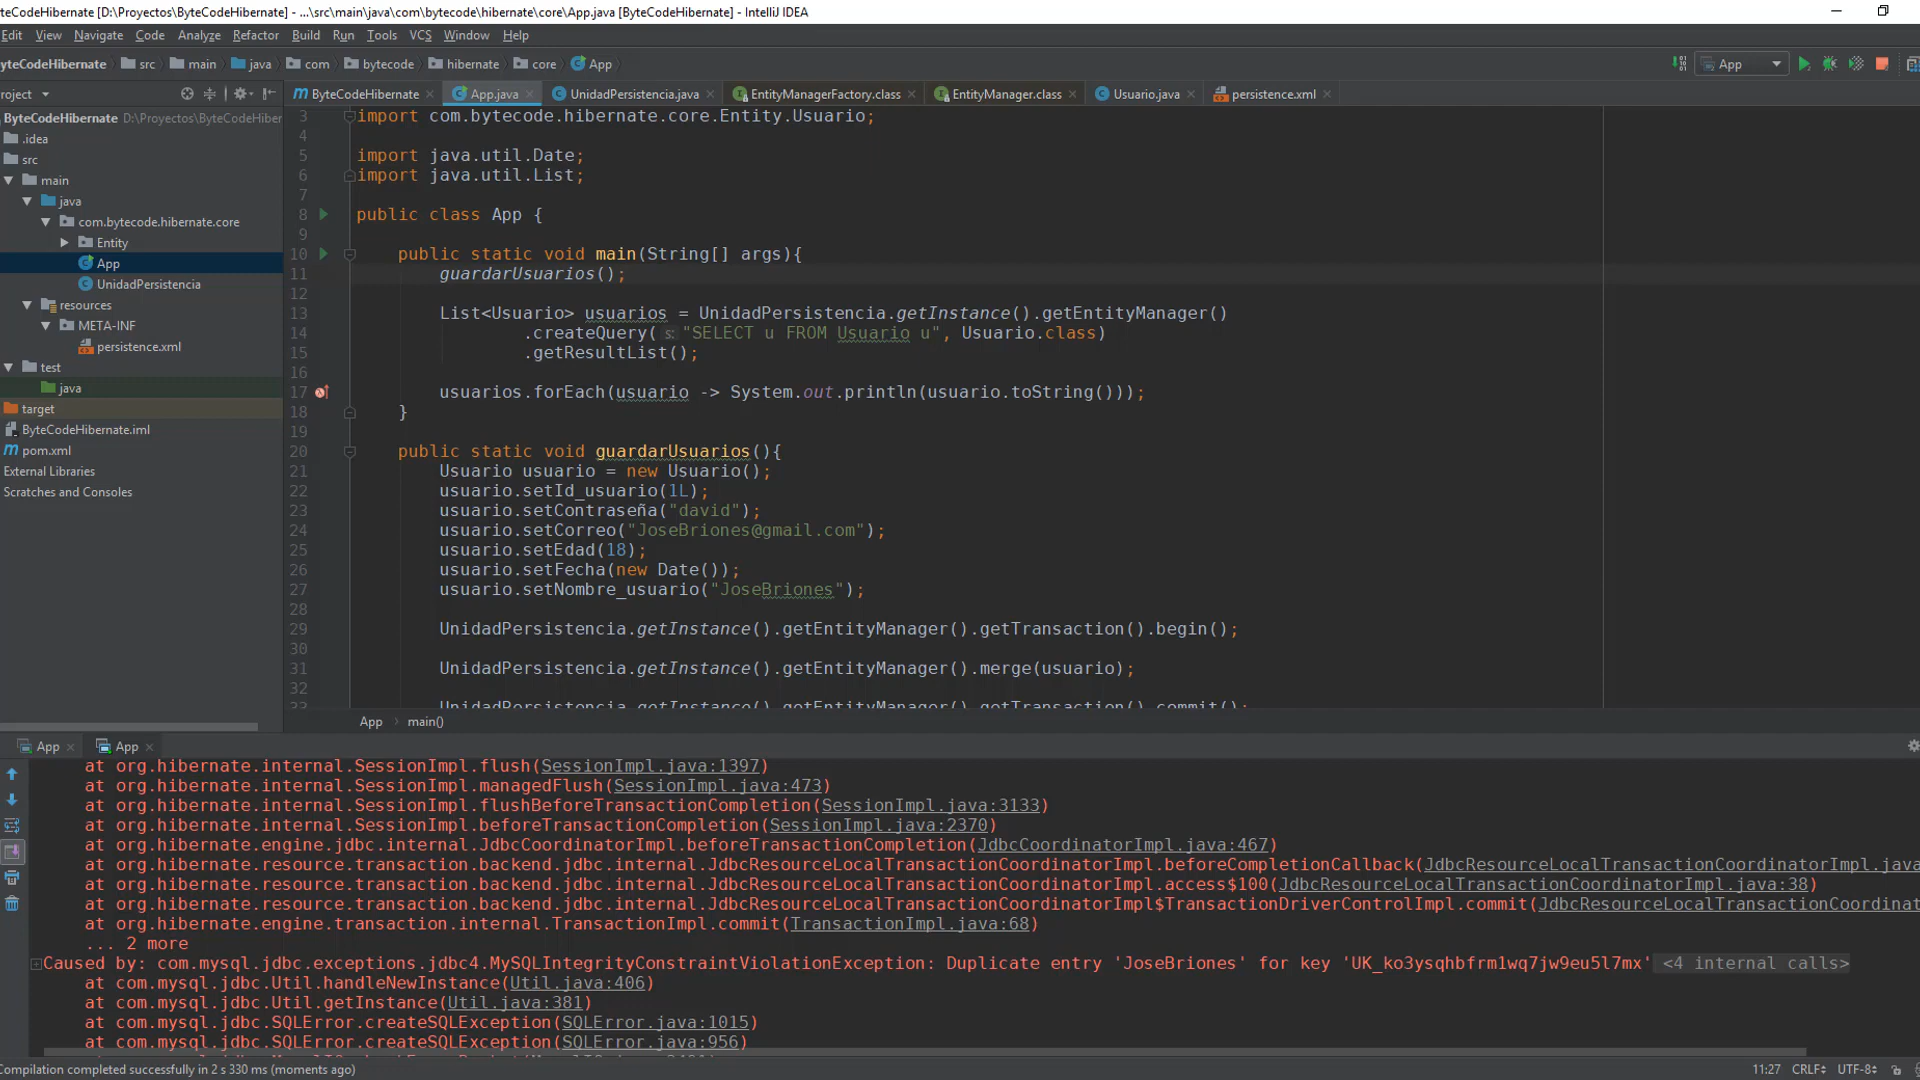 teCodeHibernate [D:\Proyectos\ByteCodeHibernate] - ...\src\main\java\com\bytecode\hibernate\core\App.java [ByteCodeHibernate] - IntelliJ IDEA
Edit View Navigate Code Analyze Refactor Build Run Tools VCS Window Help
yteCodeHibernate src main java com bytecode hibernate core App
App
roject
ByteCodeHibernate App.java UnidadPersistencia.java EntityManagerFactory.class EntityManager.class Usuario.java persistence.xml
ByteCodeHibernate D:\Proyectos\ByteCodeHiber
.idea
src
main
java
com.bytecode.hibernate.core
Entity
App
UnidadPersistencia
resources
META-INF
persistence.xml
test
java
target
ByteCodeHibernate.iml
pom.xml
External Libraries
Scratches and Consoles
3 import com.bytecode.hibernate.core.Entity.Usuario;
4
5 import java.util.Date;
6 import java.util.List;
7
8 public class App {
9
10 public static void main(String[] args){
11 guardarUsuarios();
12
13 List<Usuario> usuarios = UnidadPersistencia.getInstance().getEntityManager()
14 .createQuery( s: "SELECT u FROM Usuario u", Usuario.class)
15 .getResultList();
16
17 usuarios.forEach(usuario -> System.out.println(usuario.toString()));
18 }
19
20 public static void guardarUsuarios(){
21 Usuario usuario = new Usuario();
22 usuario.setId_usuario(1L);
23 usuario.setContraseña("david");
24 usuario.setCorreo("JoseBriones@gmail.com");
25 usuario.setEdad(18);
26 usuario.setFecha(new Date());
27 usuario.setNombre_usuario("JoseBriones");
28
29 UnidadPersistencia.getInstance().getEntityManager().getTransaction().begin();
30
31 UnidadPersistencia.getInstance().getEntityManager().merge(usuario);
32
33 UnidadPersistencia.getInstance().getEntityManager().getTransaction().commit();
App main()
App App
at org.hibernate.internal.SessionImpl.flush(SessionImpl.java:1397)
at org.hibernate.internal.SessionImpl.managedFlush(SessionImpl.java:473)
at org.hibernate.internal.SessionImpl.flushBeforeTransactionCompletion(SessionImpl.java:3133)
at org.hibernate.internal.SessionImpl.beforeTransactionCompletion(SessionImpl.java:2370)
at org.hibernate.engine.jdbc.internal.JdbcCoordinatorImpl.beforeTransactionCompletion(JdbcCoordinatorImpl.java:467)
at org.hibernate.resource.transaction.backend.jdbc.internal.JdbcResourceLocalTransactionCoordinatorImpl.beforeCompletionCallback(JdbcResourceLocalTransactionCoordinatorImpl.java
at org.hibernate.resource.transaction.backend.jdbc.internal.JdbcResourceLocalTransactionCoordinatorImpl.access$100(JdbcResourceLocalTransactionCoordinatorImpl.java:38)
at org.hibernate.resource.transaction.backend.jdbc.internal.JdbcResourceLocalTransactionCoordinatorImpl$TransactionDriverControlImpl.commit(JdbcResourceLocalTransactionCoordinat
at org.hibernate.engine.transaction.internal.TransactionImpl.commit(TransactionImpl.java:68)
... 2 more
Caused by: com.mysql.jdbc.exceptions.jdbc4.MySQLIntegrityConstraintViolationException: Duplicate entry 'JoseBriones' for key 'UK_ko3ysqhbfrm1wq7jw9eu5l7mx' <4 internal calls>
at com.mysql.jdbc.Util.handleNewInstance(Util.java:406)
at com.mysql.jdbc.Util.getInstance(Util.java:381)
at com.mysql.jdbc.SQLError.createSQLException(SQLError.java:1015)
at com.mysql.jdbc.SQLError.createSQLException(SQLError.java:956)
Compilation completed successfully in 2 s 330 ms (moments ago)
11:27 CRLF UTF-8